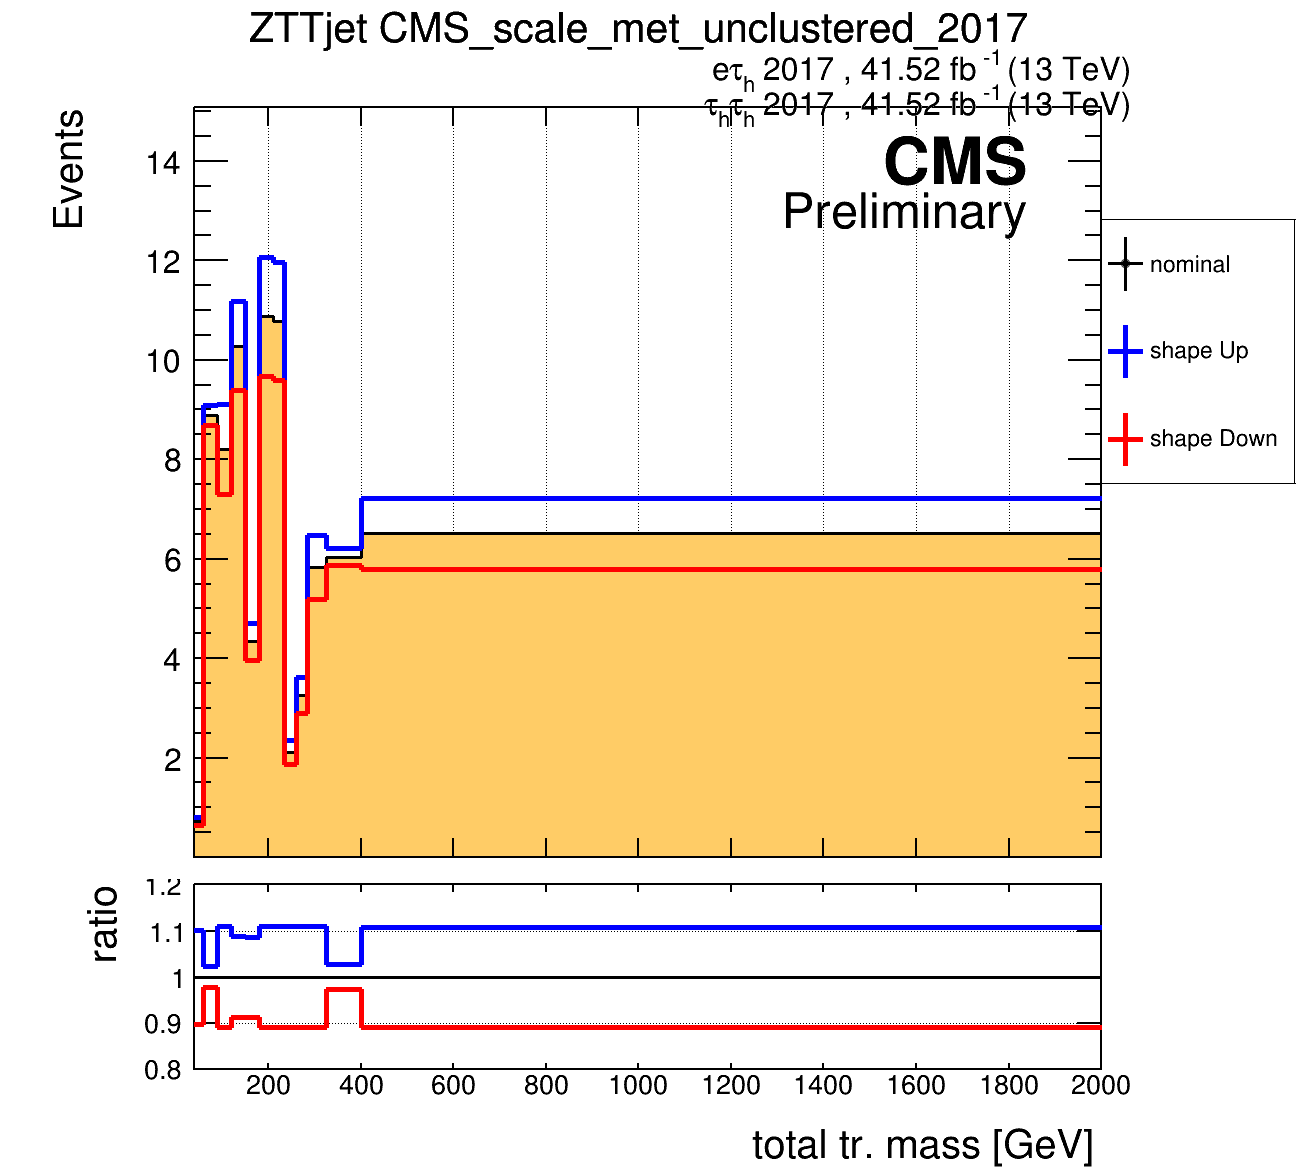 ZTTjet CMS_scale_met_unclustered_2017
eτh 2017 , 41.52 fb-1 (13 TeV)
τhτh 2017 , 41.52 fb-1 (13 TeV)
CMS
Preliminary
Events
14
12
10
8
6
4
2
nominal
shape Up
shape Down
ratio
1.2
1.1
1
0.9
0.8
200 400 600 800 1000 1200 1400 1600 1800 2000
total tr. mass [GeV]